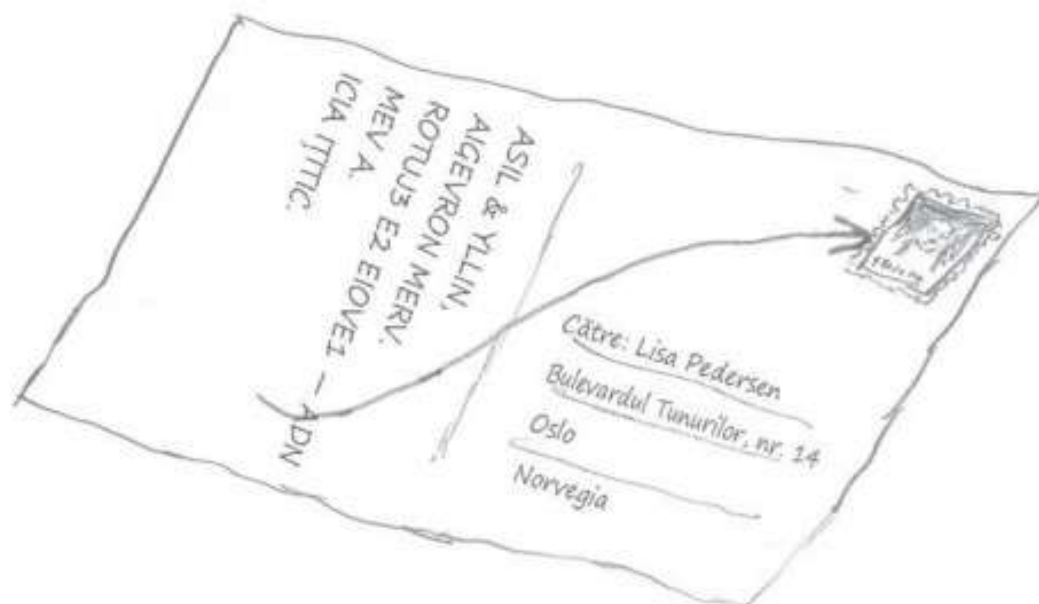 ASIL & YLLIN,
AIGEVRON MERV.
ROTUJ3 E2 EIOVE1 — ADN
MEV A.
ICIA IȚITIC.
Către: Lisa Pedersen
Bulevardul Tunurilor, nr. 14
Oslo
Norvegia